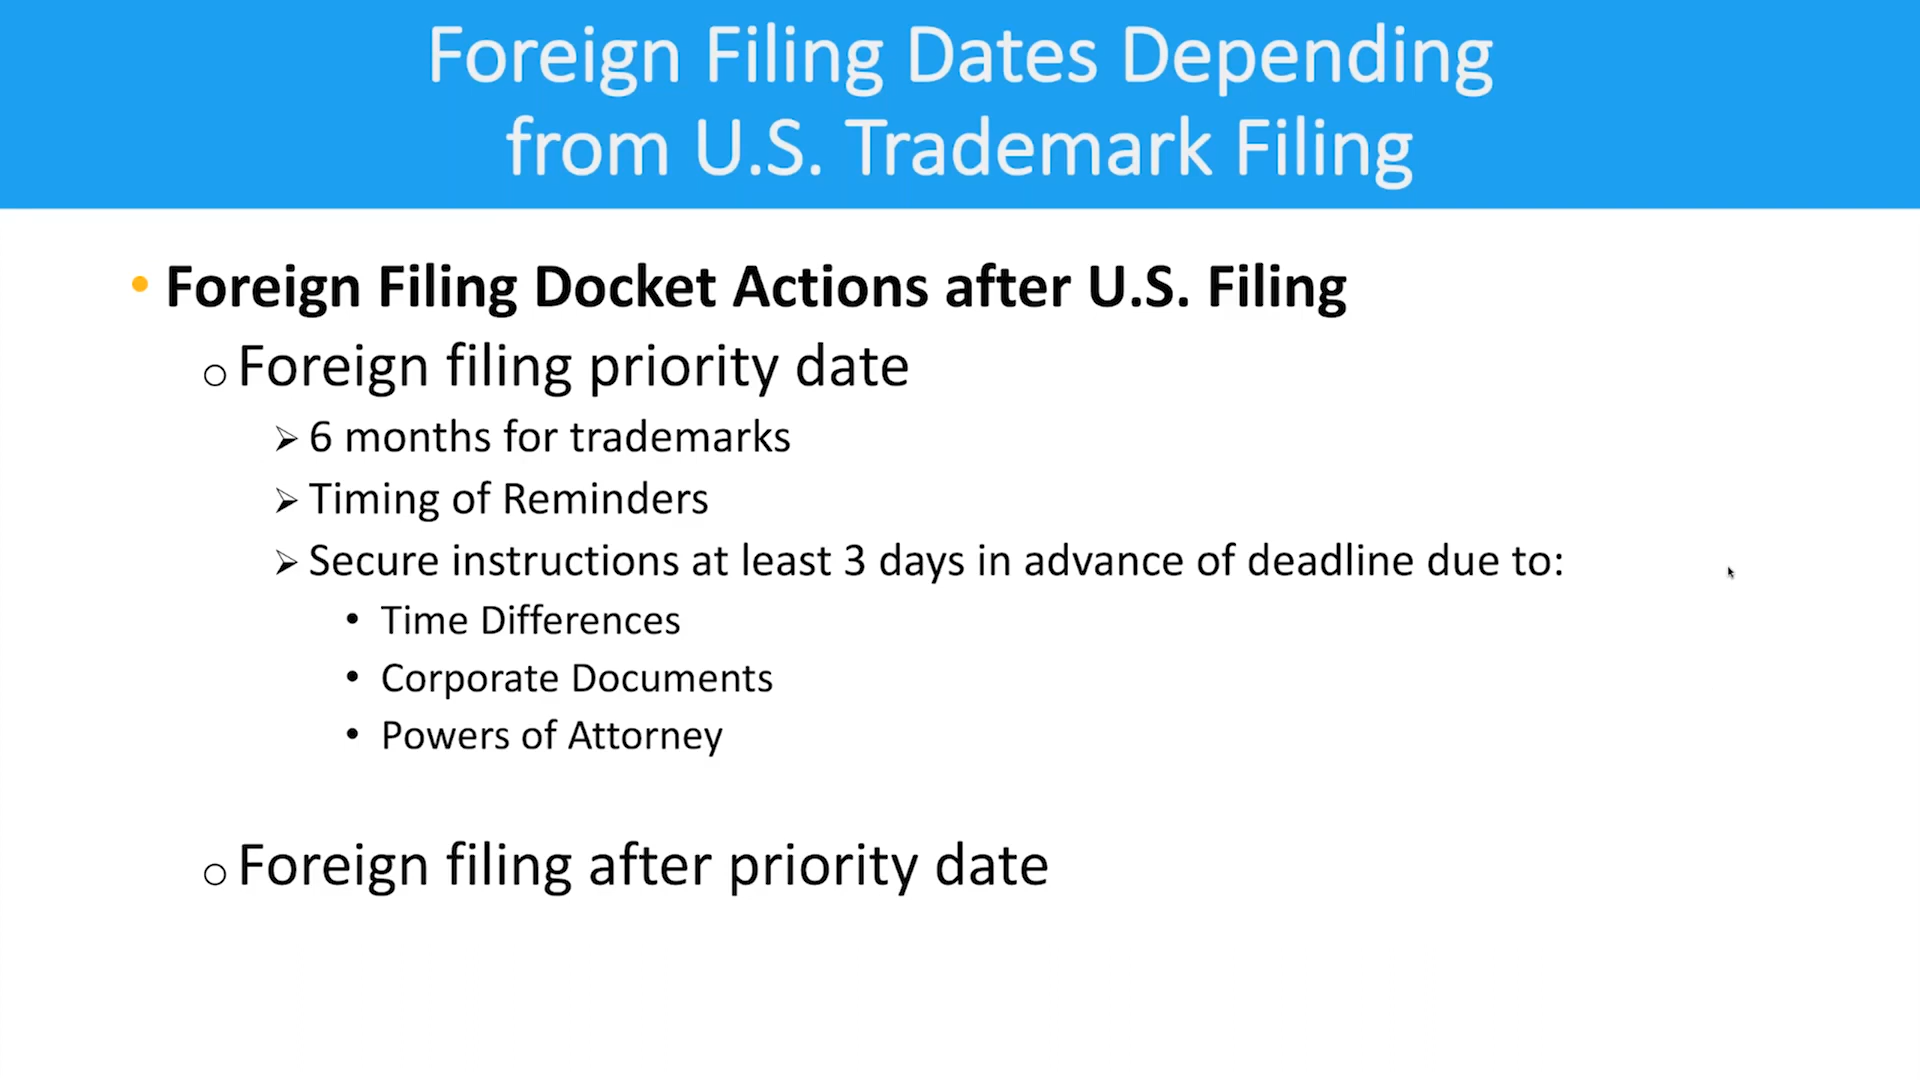 Foreign Filing Dates Depending
from U.S. Trademark Filing
• Foreign Filing Docket Actions after U.S. Filing
o Foreign filing priority date
➢ 6 months for trademarks
➢ Timing of Reminders
➢ Secure instructions at least 3 days in advance of deadline due to:
• Time Differences
• Corporate Documents
• Powers of Attorney
o Foreign filing after priority date